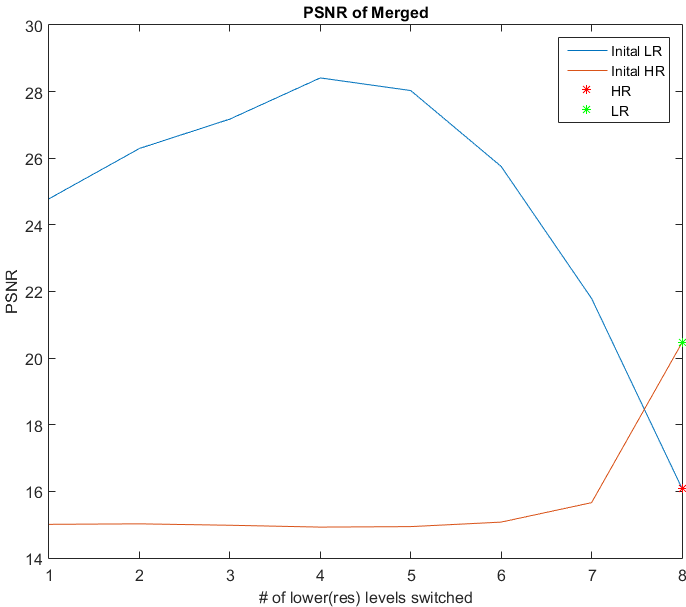 PSNR of Merged
30
28
26
24
22
20
18
16
14
PSNR
1 2 3 4 5 6 7 8
# of lower(res) levels switched
Inital LR
Inital HR
HR
LR